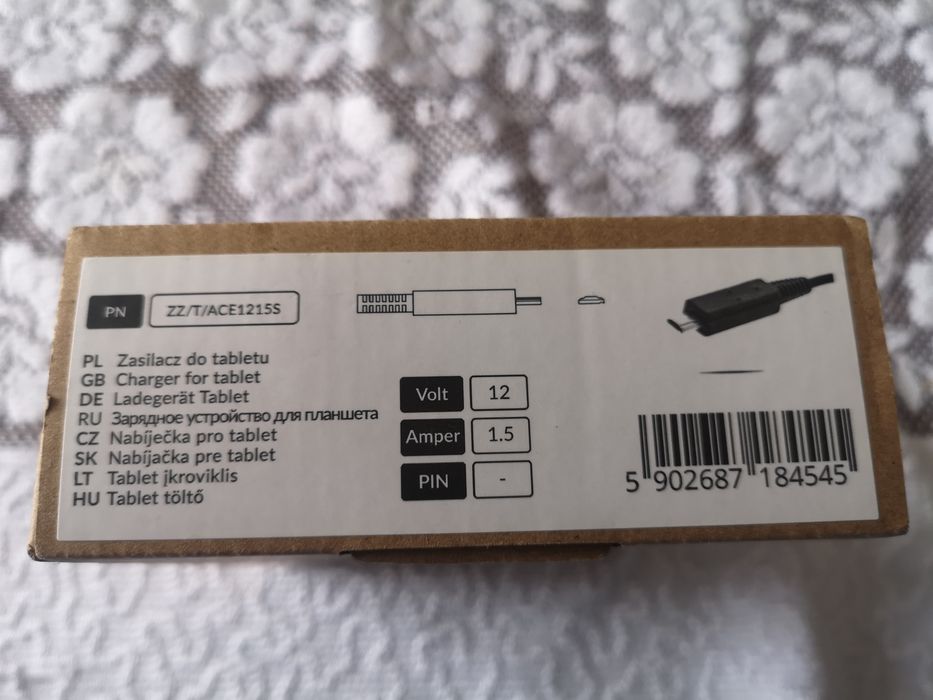 PN ZZ/T/ACE1215S
PL Zasilacz do tabletu
GB Charger for tablet
DE Ladegerät Tablet
RU Зарядное устройство для планшета
CZ Nabíječka pro tablet
SK Nabíjačka pre tablet
LT Tablet įkroviklis
HU Tablet töltő
Volt 12
Amper 1.5
PIN -
5 902687 184545